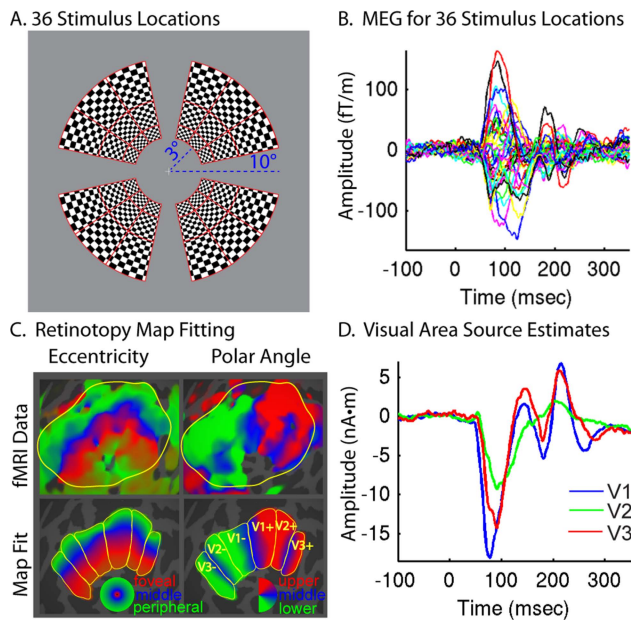 A. 36 Stimulus Locations
3°
10°
B. MEG for 36 Stimulus Locations
Amplitude (fT/m)
100
0
-100
-100 0 100 200 300
Time (msec)
C. Retinotopy Map Fitting
Eccentricity Polar Angle
fMRI Data
Map Fit
V3- V2- V1-
V1+ V2+ V3+
foveal
middle
peripheral
upper
middle
lower
D. Visual Area Source Estimates
Amplitude (nA•m)
5
0
-5
-10
-15
V1
V2
V3
-100 0 100 200 300
Time (msec)